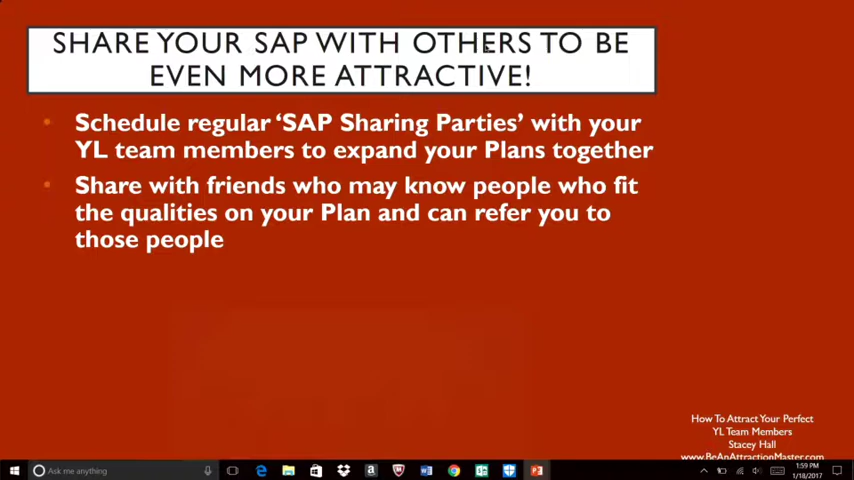 SHARE YOUR SAP WITH OTHERS TO BE
EVEN MORE ATTRACTIVE!
• Schedule regular ‘SAP Sharing Parties’ with your
YL team members to expand your Plans together
• Share with friends who may know people who fit
the qualities on your Plan and can refer you to
those people
How To Attract Your Perfect
YL Team Members
Stacey Hall
www.BeAnAttractionMaster.com
Ask me anything
1:59 PM
1/18/2017